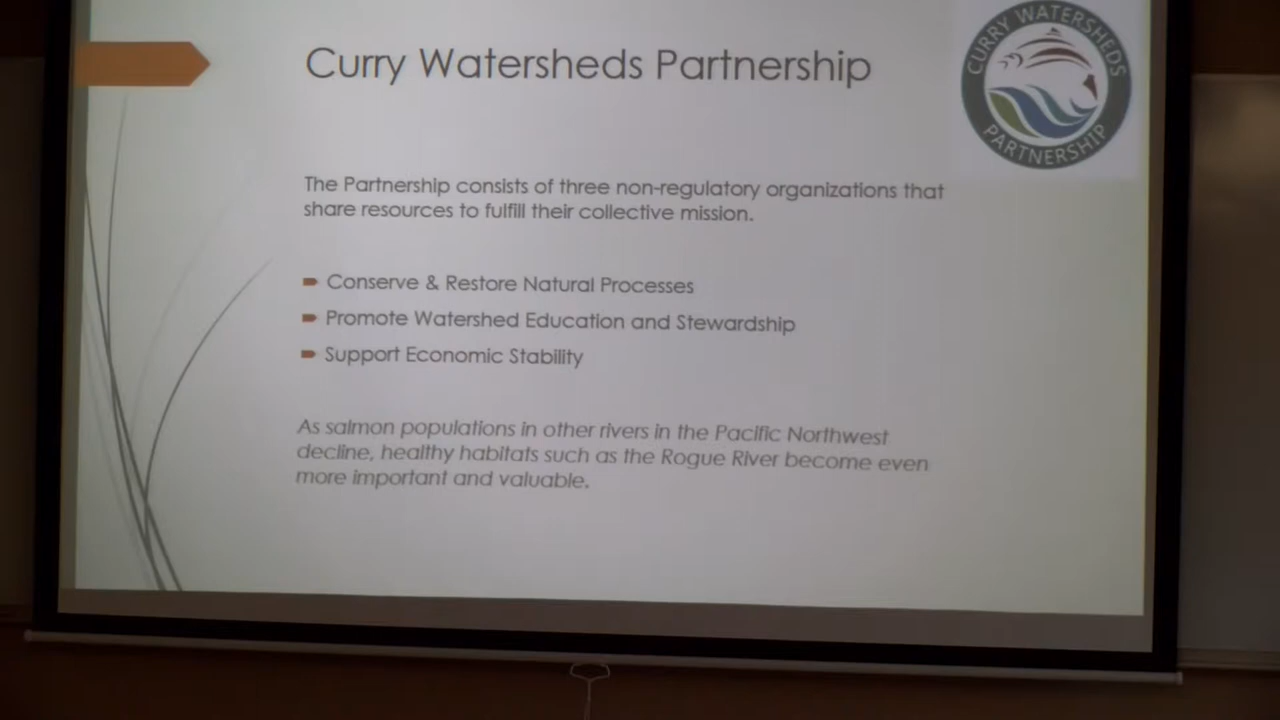 Curry Watersheds Partnership
CURRY WATERSHEDS
PARTNERSHIP
The Partnership consists of three non-regulatory organizations that
share resources to fulfill their collective mission.
Conserve & Restore Natural Processes
Promote Watershed Education and Stewardship
Support Economic Stability
As salmon populations in other rivers in the Pacific Northwest
decline, healthy habitats such as the Rogue River become even
more important and valuable.